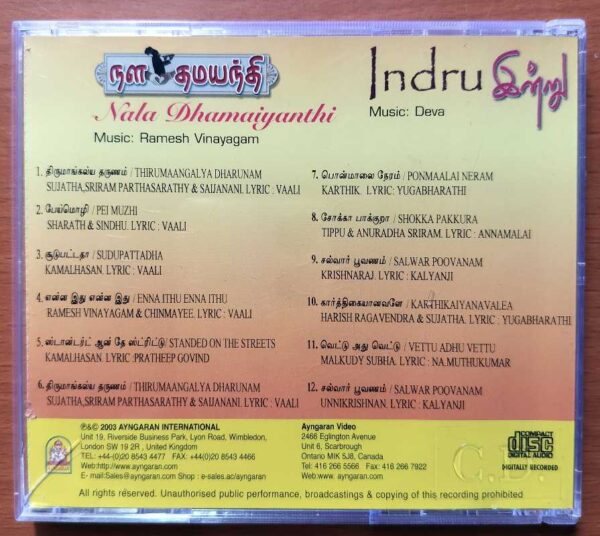 நள தமயந்தி
Nala Dhamaiyanthi
Music: Ramesh Vinayagam
1. திருமாங்கல்ய தருணம் / THIRUMAANGALYA DHARUNAM
SUJATHA,SRIRAM PARTHASARATHY & SAIJANANI. LYRIC : VAALI
2. பேய்மொழி / PEI MUZHI
SHARATH & SINDHU. LYRIC : VAALI
3. சூடுபட்டதா / SUDUPATTADHA
KAMALHASAN. LYRIC : VAALI
4. என்ன இது என்ன இது / ENNA ITHU ENNA ITHU
RAMESH VINAYAGAM & CHINMAYEE. LYRIC : VAALI
5. ஸ்டாண்டர்ட் ஆன் தே ஸ்ட்ரிட்டு / STANDED ON THE STREETS
KAMALHASAN. LYRIC :PRATHEEP GOVIND
6. திருமாங்கல்ய தருணம் / THIRUMAANGALYA DHARUNAM
SUJATHA,SRIRAM PARTHASARATHY & SAIJANANI. LYRIC : VAALI
Indru இன்று
Music: Deva
7. பொன்மாலை நேரம் / PONMAALAI NERAM
KARTHIK. LYRIC: YUGABHARATHI
8. சோக்கா பாக்குறா / SHOKKA PAKKURA
TIPPU & ANURADHA SRIRAM. LYRIC : ANNAMALAI
9. சல்வார் பூவணம் / SALWAR POOVANAM
KRISHNARAJ. LYRIC : KALYANJI
10. கார்த்திகையானவளே / KARTHIKAIYANAVALEA
HARISH RAGAVENDRA & SUJATHA. LYRIC : YUGABHARATHI
11. வெட்டு அது வெட்டு / VETTU ADHU VETTU
MALKUDY SUBHA. LYRIC : NA.MUTHUKUMAR
12. சல்வார் பூவணம் / SALWAR POOVANAM
UNNIKRISHNAN. LYRIC : KALYANJI
℗&© 2003 AYNGARAN INTERNATIONAL
Unit 19, Riverside Business Park, Lyon Road, Wimbledon,
London SW 19 2R , United Kingdom
TEL: +44-(0)20 8543 4477 FAX: +44(0)20 8543 4466
Web:http://www.ayngaran.com
E- mail:Sales@ayngaran.com Shop : e-sales.ac/ayngaran
Ayngaran Video
2466 Eglington Avenue
Unit 6, Scarbrough
Ontario MIK 5J8, Canada
Tel: 416 266 5566 Fax: 416 266 7922
Web.www. ayngaran.com
COMPACT
disc
DIGITAL AUDIO
DIGITALLY RECORDED
C.D.
All rights reserved. Unauthorised public performance, broadcastings & copying of this recording prohibited